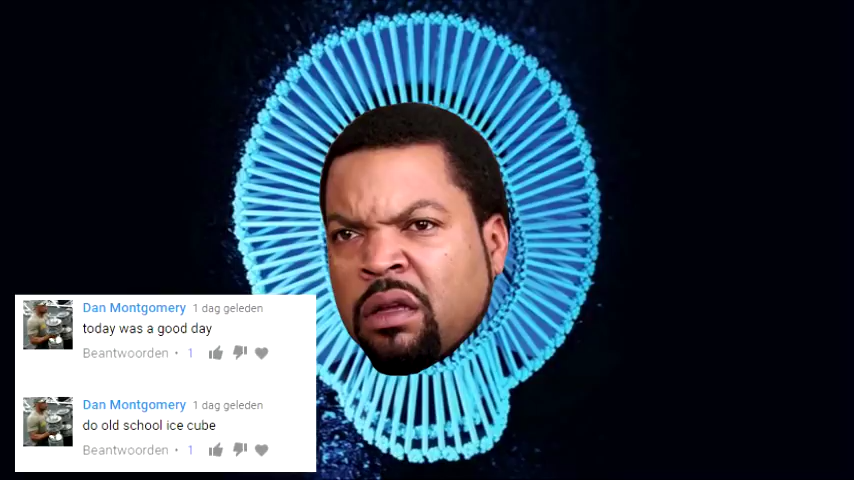 Dan Montgomery 1 dag geleden
today was a good day
Beantwoorden • 1
Dan Montgomery 1 dag geleden
do old school ice cube
Beantwoorden • 1